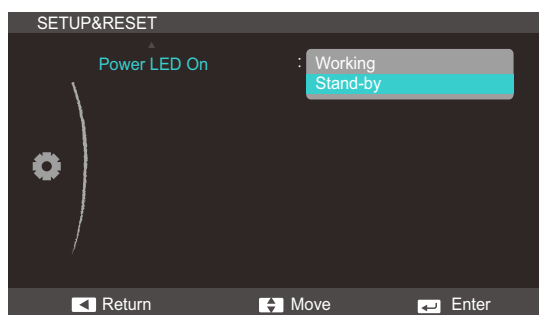 SETUP&RESET
Power LED On : Working
Stand-by
Return Move Enter